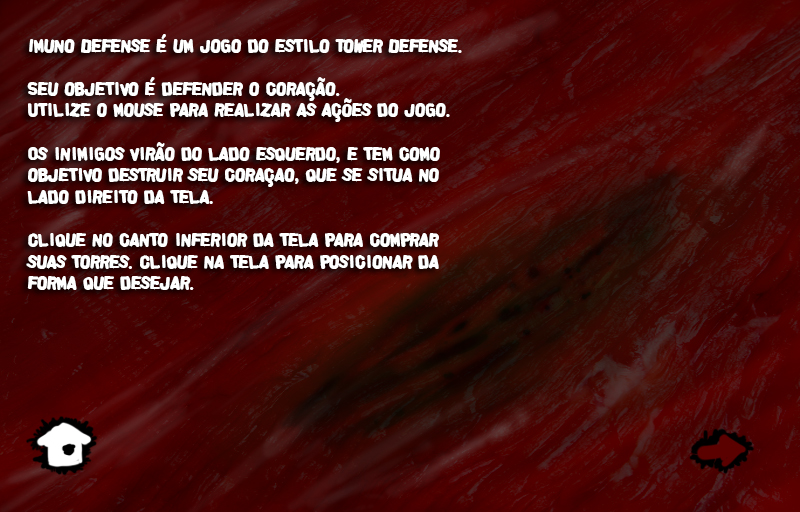 IMUNO DEFENSE É UM JOGO DO ESTILO TOWER DEFENSE.
SEU OBJETIVO É DEFENDER O CORAÇÃO.
UTILIZE O MOUSE PARA REALIZAR AS AÇÕES DO JOGO.
OS INIMIGOS VIRÃO DO LADO ESQUERDO, E TEM COMO
OBJETIVO DESTRUIR SEU CORAÇAO, QUE SE SITUA NO
LADO DIREITO DA TELA.
CLIQUE NO CANTO INFERIOR DA TELA PARA COMPRAR
SUAS TORRES. CLIQUE NA TELA PARA POSICIONAR DA
FORMA QUE DESEJAR.